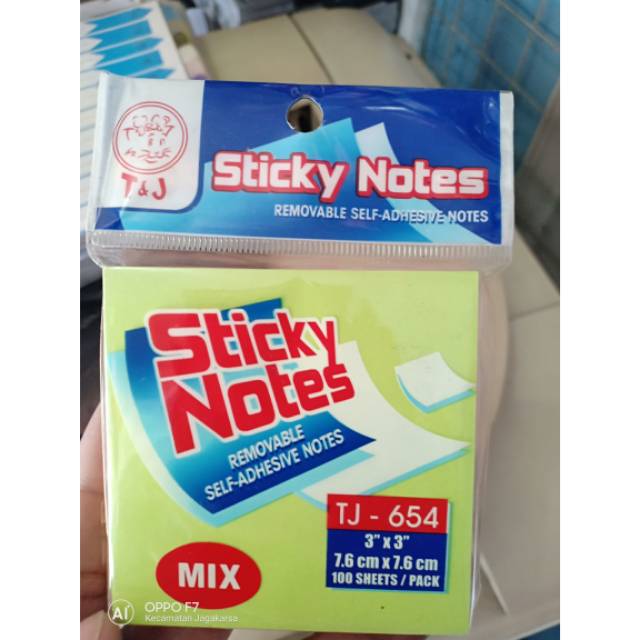 T&J
Sticky Notes
REMOVABLE SELF-ADHESIVE NOTES
Sticky
Notes
REMOVABLE
SELF-ADHESIVE NOTES
TJ - 654
3" x 3"
7.6 cm x 7.6 cm
100 SHEETS / PACK
MIX
AI
OPPO F7
Kecamatan Jagakarsa